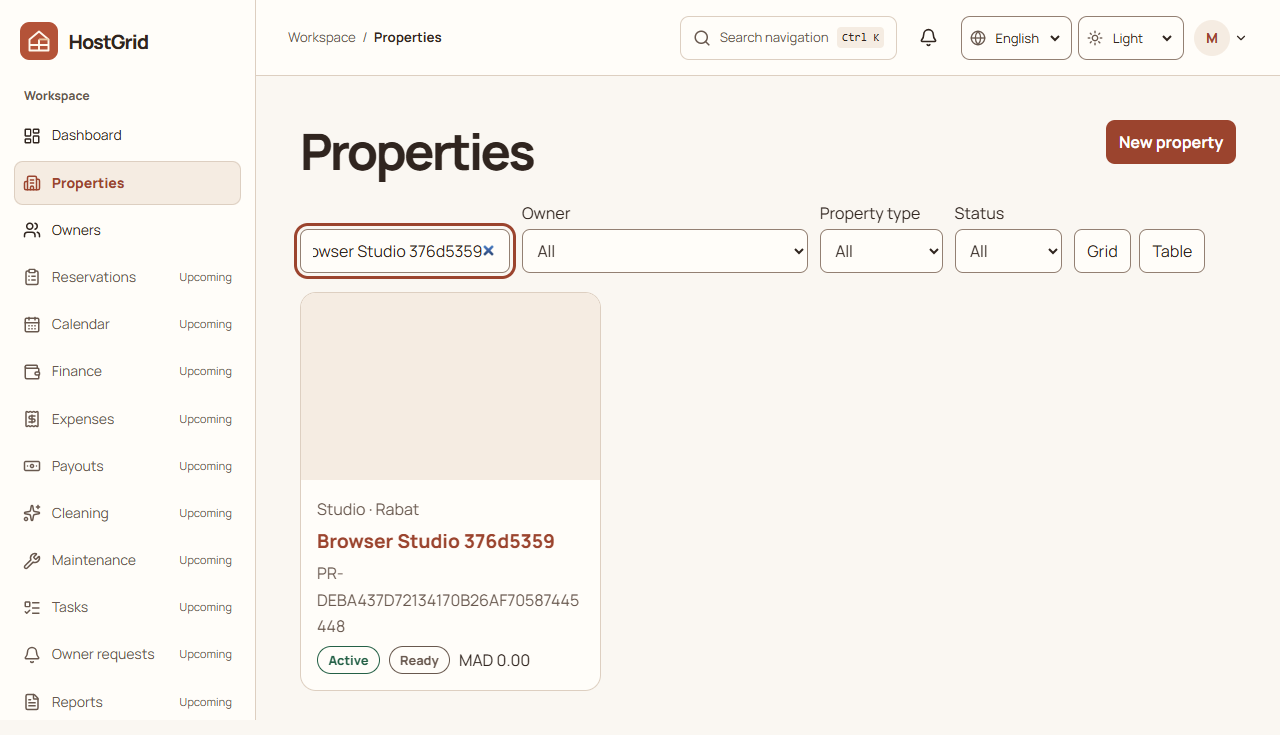 HostGrid
Workspace / Properties
Search navigation Ctrl K
English
Light
M
Workspace
Dashboard
Properties
Owners
Reservations Upcoming
Calendar Upcoming
Finance Upcoming
Expenses Upcoming
Payouts Upcoming
Cleaning Upcoming
Maintenance Upcoming
Tasks Upcoming
Owner requests Upcoming
Reports Upcoming
Properties
New property
Owner
Property type
Status
owser Studio 376d5359
All
All
All
Grid
Table
Studio · Rabat
Browser Studio 376d5359
PR-
DEBA437D72134170B26AF70587445
448
Active
Ready
MAD 0.00